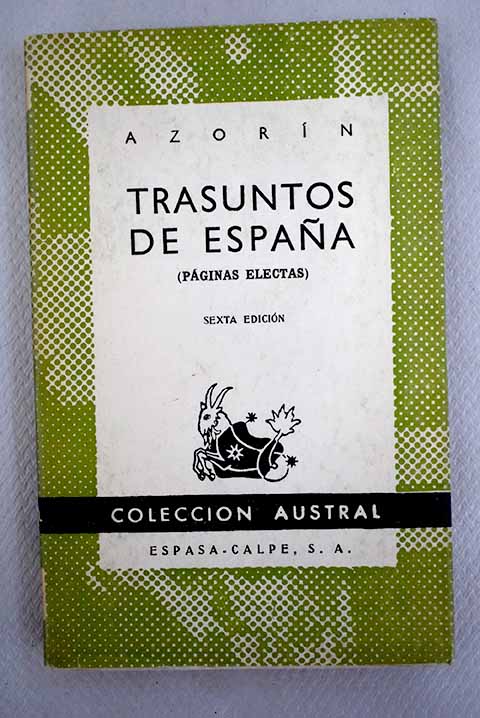 AZORÍN
TRASUNTOS
DE ESPAÑA
(PÁGINAS ELECTAS)
SEXTA EDICIÓN
COLECCION AUSTRAL
ESPASA-CALPE, S. A.